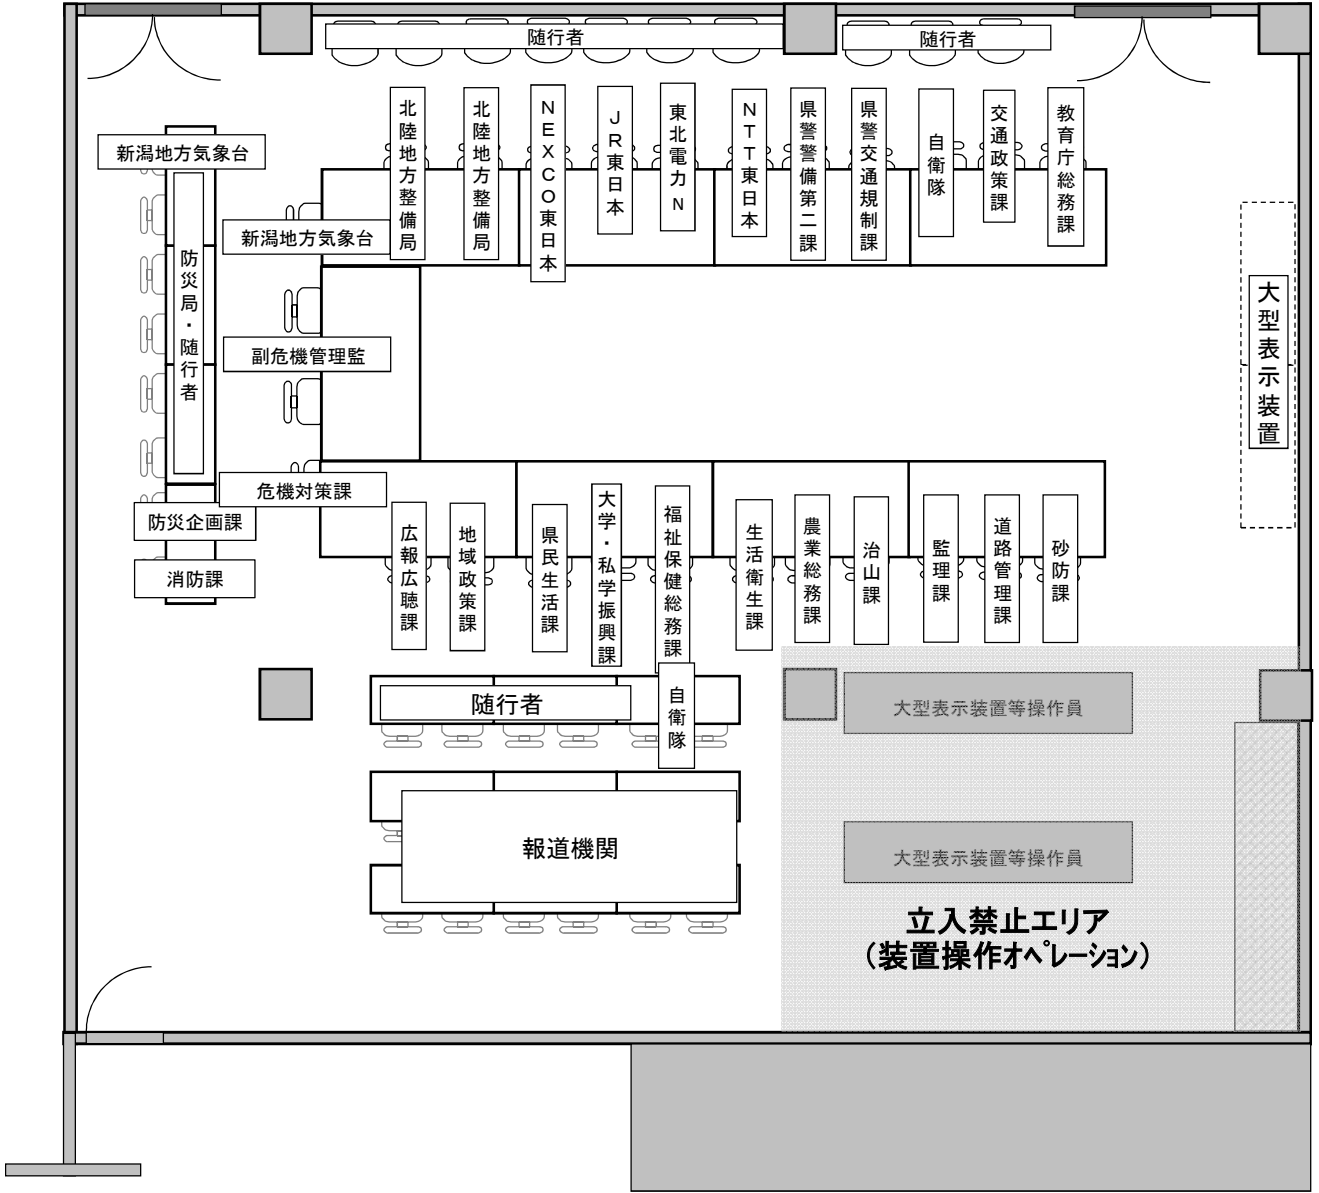 随行者
随行者
北陸地方整備局
北陸地方整備局
NEXCO東日本
JR東日本
東北電力N
NTT東日本
県警警備第二課
県警交通規制課
自衛隊
交通政策課
教育庁総務課
新潟地方気象台
新潟地方気象台
防災局・随行者
副危機管理監
大型表示装置
危機対策課
防災企画課
消防課
広報広聴課
地域政策課
県民生活課
大学・私学振興課
福祉保健総務課
生活衛生課
農業総務課
治山課
監理課
道路管理課
砂防課
随行者
自衛隊
大型表示装置等操作員
報道機関
大型表示装置等操作員
立入禁止エリア
（装置操作オペレーション）